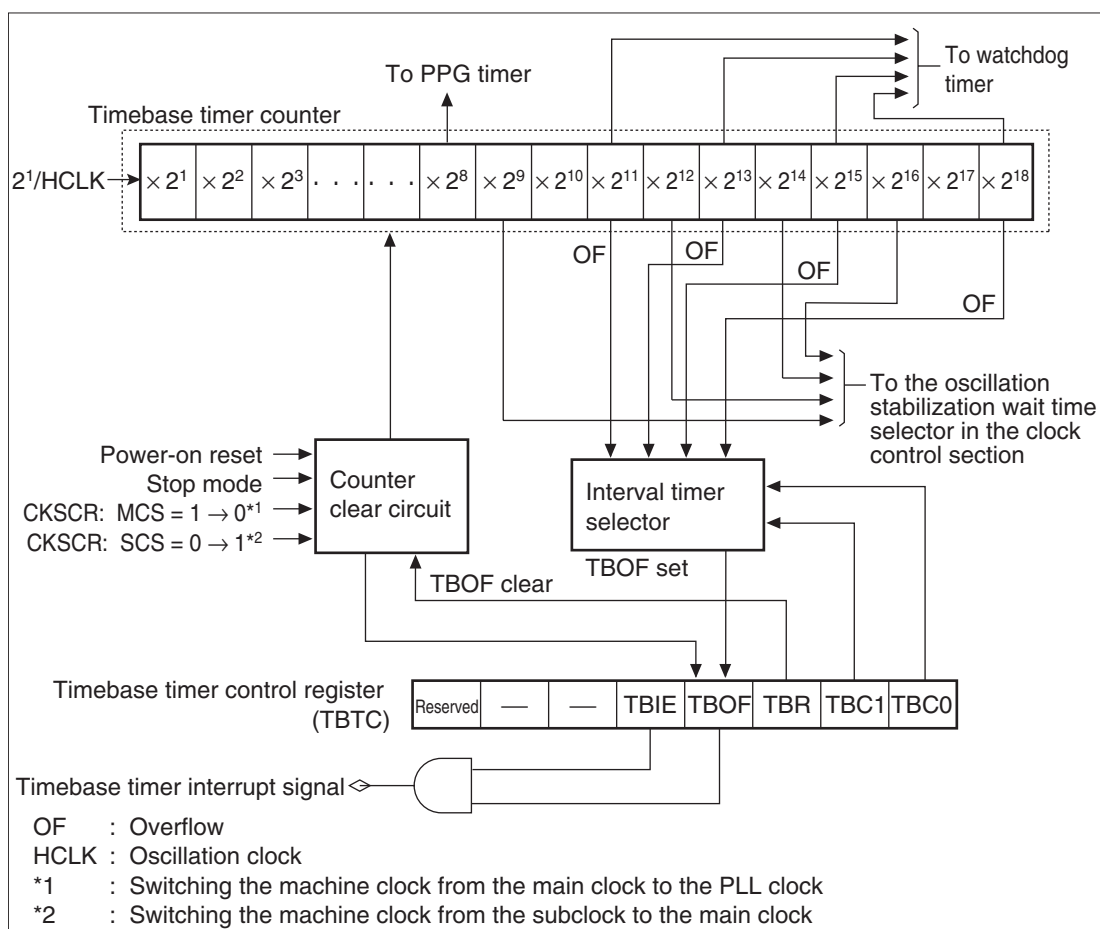 To PPG timer
To watchdog
timer
Timebase timer counter
2¹/HCLK
× 2¹ × 2² × 2³ · · · · · · × 2⁸ × 2⁹ × 2¹⁰ × 2¹¹ × 2¹² × 2¹³ × 2¹⁴ × 2¹⁵ × 2¹⁶ × 2¹⁷ × 2¹⁸
OF
OF
OF
OF
To the oscillation
stabilization wait time
selector in the clock
control section
Power-on reset
Stop mode
CKSCR: MCS = 1 → 0*¹
CKSCR: SCS = 0 → 1*²
Counter
clear circuit
Interval timer
selector
TBOF clear
TBOF set
Timebase timer control register
(TBTC)
Reserved — — TBIE TBOF TBR TBC1 TBC0
Timebase timer interrupt signal
OF : Overflow
HCLK : Oscillation clock
*1 : Switching the machine clock from the main clock to the PLL clock
*2 : Switching the machine clock from the subclock to the main clock